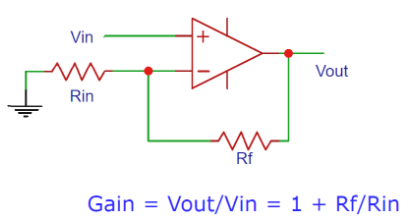 Vin
+
−
Vout
Rin
Rf
Gain = Vout/Vin = 1 + Rf/Rin